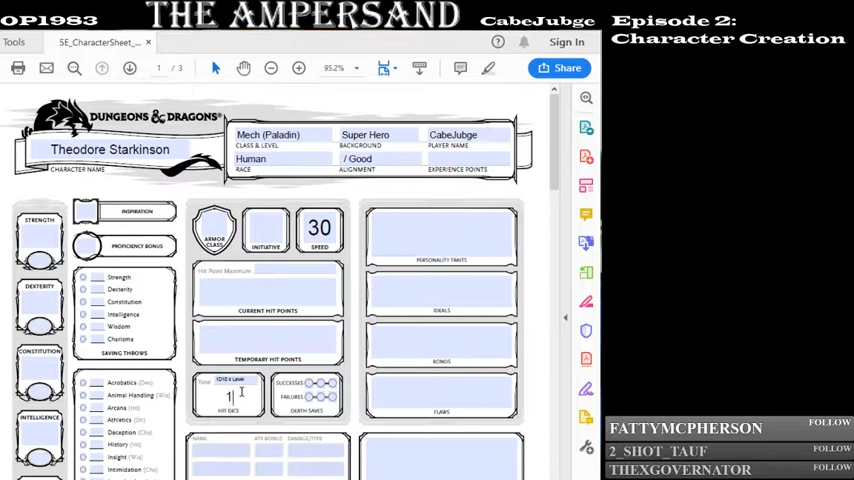 OP1983
THE AMPERSAND
CabeJubge
Episode 2:
Character Creation
Tools
5E_CharacterSheet_...
×
Sign In
1 / 3
95.2%
Share
DUNGEONS & DRAGONS®
Theodore Starkinson
CHARACTER NAME
Mech (Paladin)
Super Hero
CabeJubge
CLASS & LEVEL
BACKGROUND
PLAYER NAME
Human
/ Good
RACE
ALIGNMENT
EXPERIENCE POINTS
STRENGTH
DEXTERITY
CONSTITUTION
INTELLIGENCE
INSPIRATION
PROFICIENCY BONUS
Strength
Dexterity
Constitution
Intelligence
Wisdom
Charisma
SAVING THROWS
Acrobatics (Dex)
Animal Handling (Wis)
Arcana (Int)
Athletics (Str)
Deception (Cha)
History (Int)
Insight (Wis)
Intimidation (Cha)
ARMOR
CLASS
INITIATIVE
30
SPEED
Hit Point Maximum
CURRENT HIT POINTS
TEMPORARY HIT POINTS
Total
1D10 x Level
1
HIT DICE
SUCCESSES
FAILURES
DEATH SAVES
NAME
ATK BONUS
DAMAGE/TYPE
PERSONALITY TRAITS
IDEALS
BONDS
FLAWS
FATTYMCPHERSON
FOLLOW
2_SHOT_TAUF
FOLLOW
THEXGOVERNATOR
FOLLOW